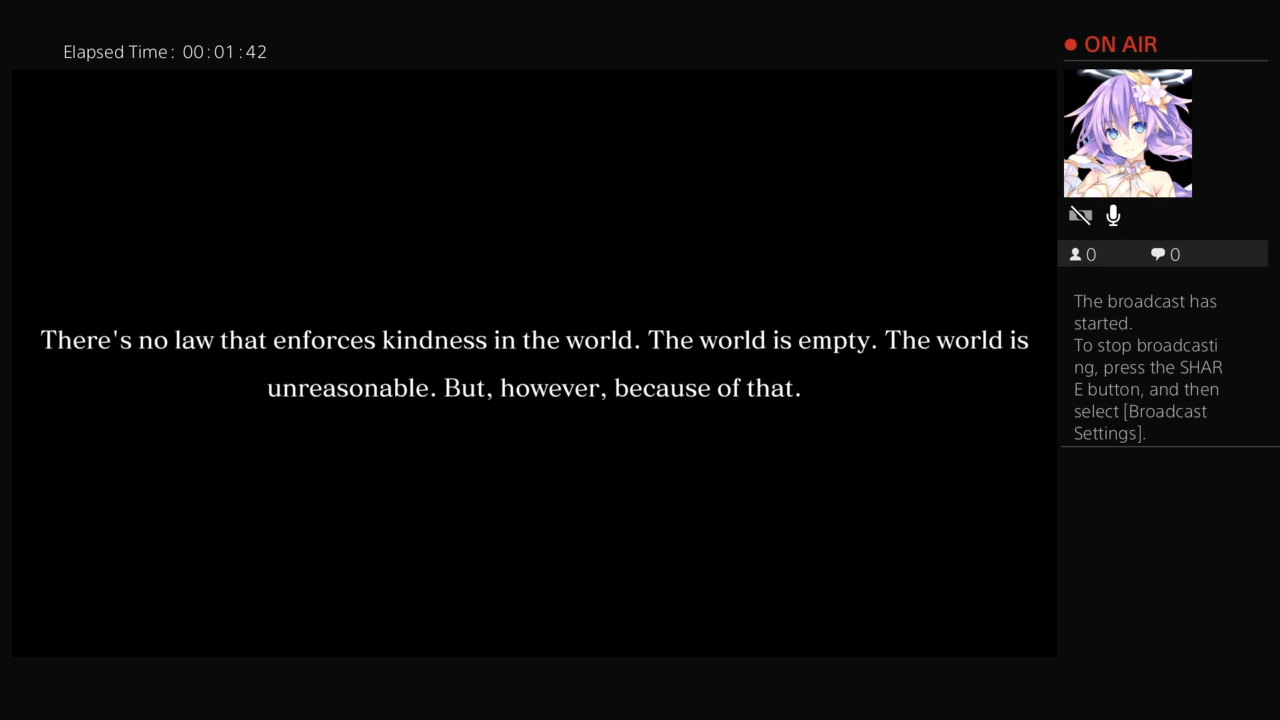 Elapsed Time: 00:01:42
ON AIR
0 0
There's no law that enforces kindness in the world. The world is empty. The world is
unreasonable. But, however, because of that.
The broadcast has
started.
To stop broadcasti
ng, press the SHAR
E button, and then
select [Broadcast
Settings].